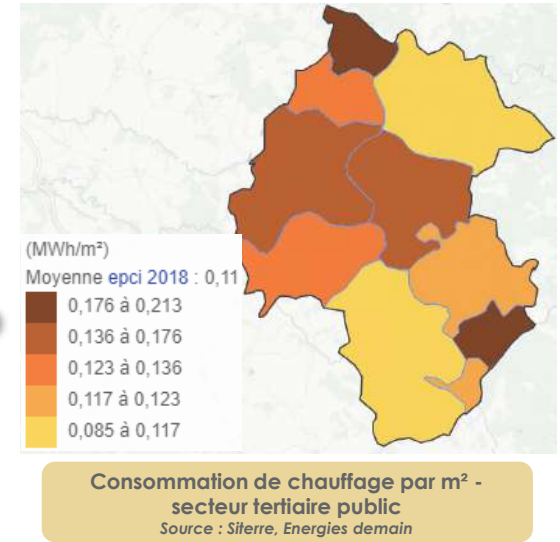 (MWh/m²)
Moyenne epci 2018 : 0,11
0,176 à 0,213
0,136 à 0,176
0,123 à 0,136
0,117 à 0,123
0,085 à 0,117
Consommation de chauffage par m² -
secteur tertiaire public
Source : Siterre, Energies demain